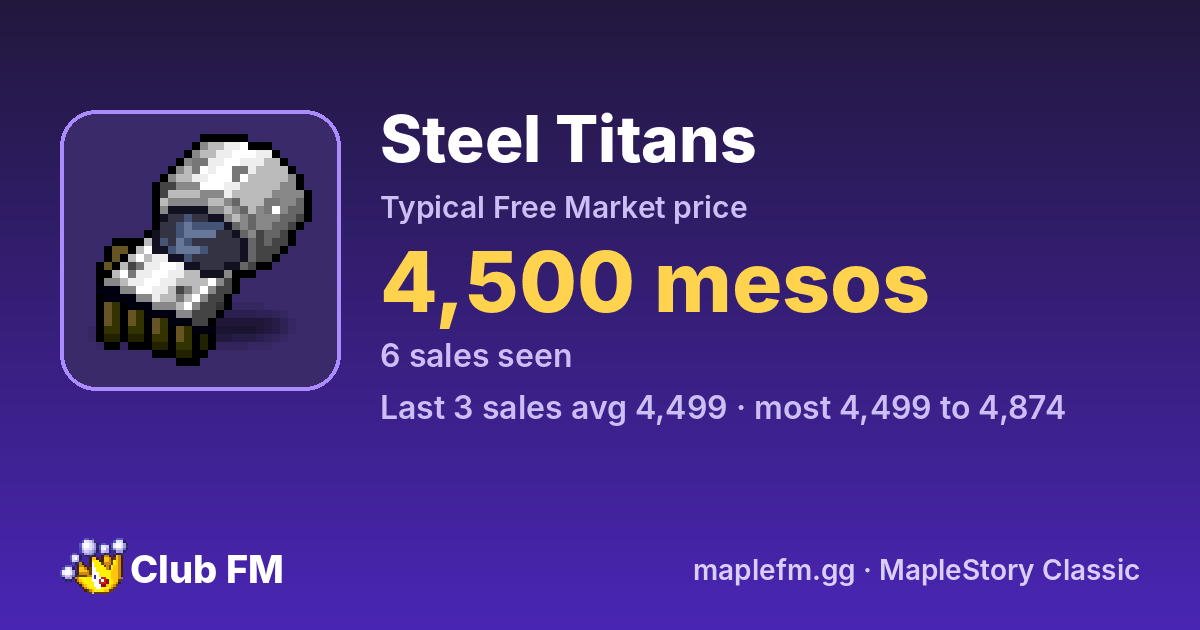 Steel Titans
Typical Free Market price
4,500 mesos
6 sales seen
Last 3 sales avg 4,499 · most 4,499 to 4,874
Club FM
maplefm.gg · MapleStory Classic